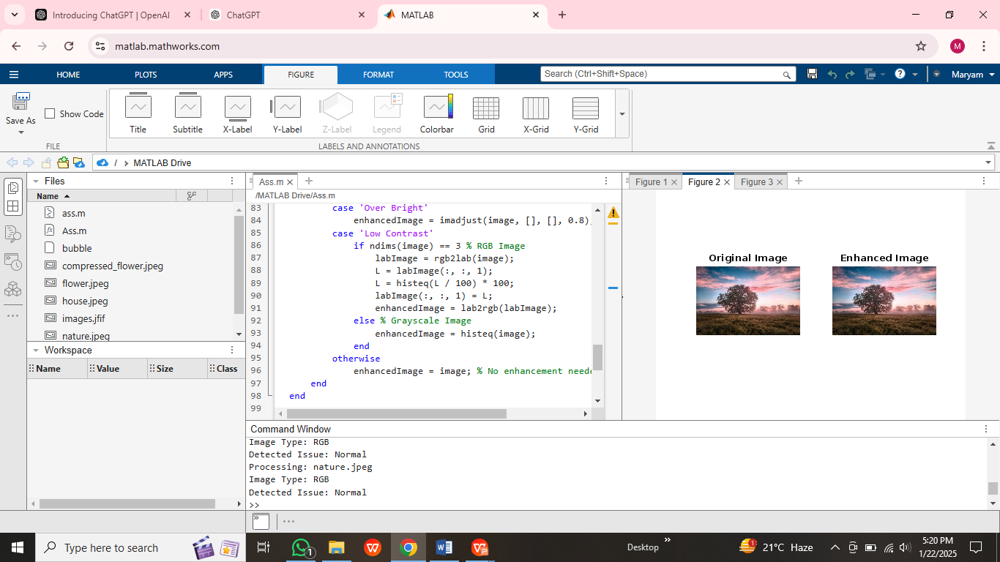 Introducing ChatGPT | OpenAI
ChatGPT
MATLAB
matlab.mathworks.com
M
HOME
PLOTS
APPS
FIGURE
FORMAT
TOOLS
Search (Ctrl+Shift+Space)
Maryam
Save As
Show Code
Title
Subtitle
X-Label
Y-Label
Z-Label
Legend
Colorbar
Grid
X-Grid
Y-Grid
FILE
LABELS AND ANNOTATIONS
/
MATLAB Drive
Files
Name
ass.m
Ass.m
bubble
compressed_flower.jpeg
flower.jpeg
house.jpeg
images.jfif
nature.jpeg
Workspace
Name
Value
Size
Class
Ass.m
/MATLAB Drive/Ass.m
83 case 'Over Bright'
84 enhancedImage = imadjust(image, [], [], 0.8)
85 case 'Low Contrast'
86 if ndims(image) == 3 % RGB Image
87 labImage = rgb2lab(image);
88 L = labImage(:, :, 1);
89 L = histeq(L / 100) * 100;
90 labImage(:, :, 1) = L;
91 enhancedImage = lab2rgb(labImage);
92 else % Grayscale Image
93 enhancedImage = histeq(image);
94 end
95 otherwise
96 enhancedImage = image; % No enhancement neede
97 end
98 end
99
Figure 1
Figure 2
Figure 3
Original Image
Enhanced Image
Command Window
Image Type: RGB
Detected Issue: Normal
Processing: nature.jpeg
Image Type: RGB
Detected Issue: Normal
>>
Type here to search
1
Desktop
1
21°C Haze
5:20 PM
1/22/2025